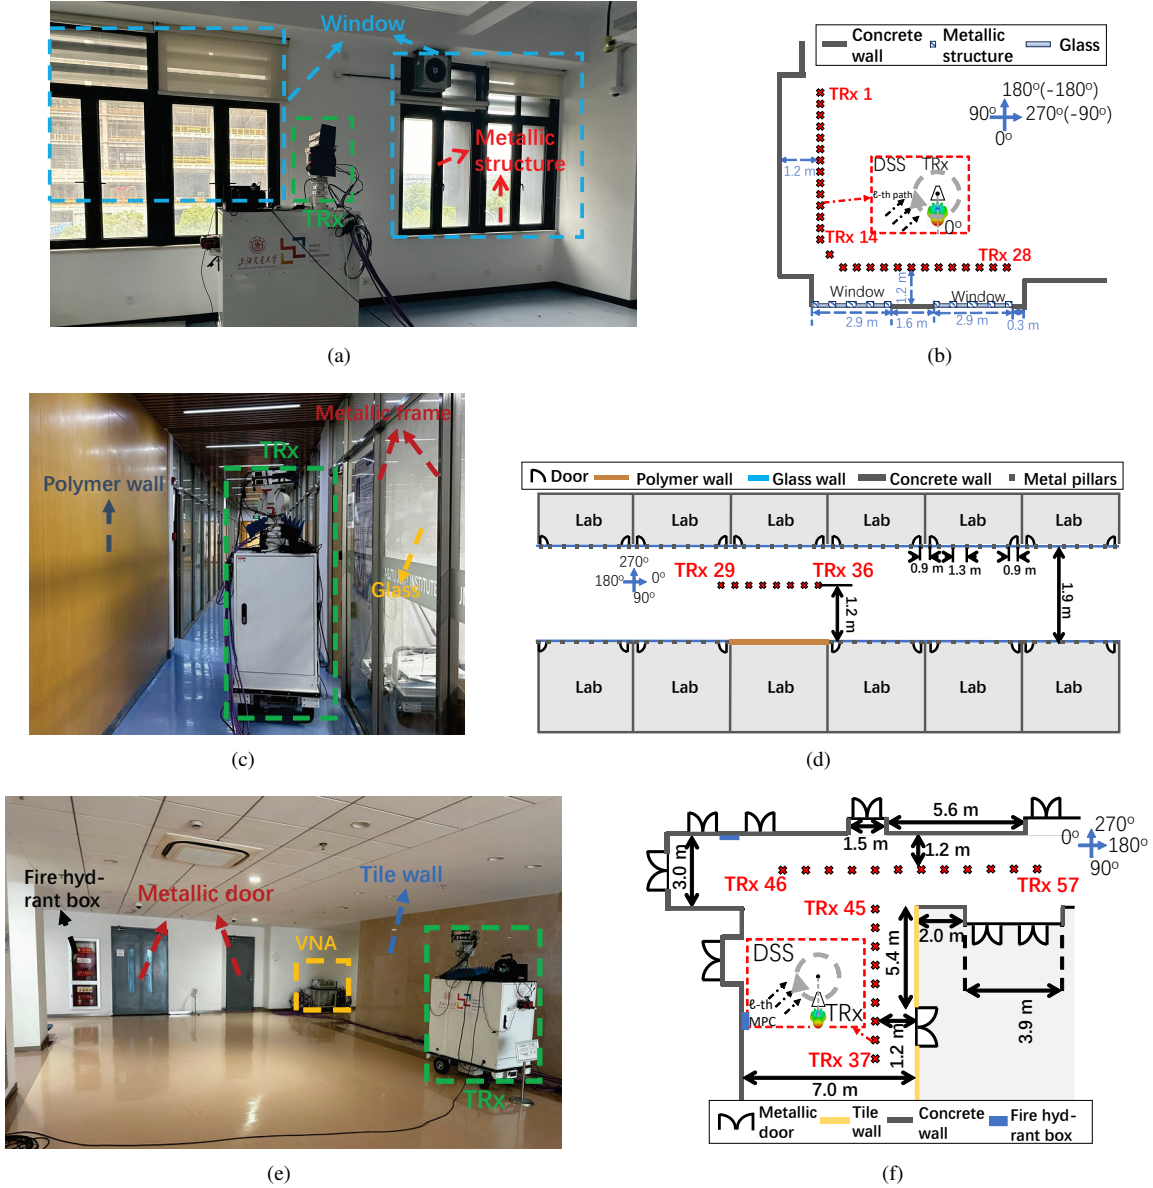 Window
Metallic
structure
TRx
上海交通大学
(a)
Concrete
wall
Metallic
structure
Glass
TRx 1
180°(-180°)
90°
270°(-90°)
0°
1.2 m
DSS
TRx
ℓ-th path
0°
TRx 14
TRx 28
Window
1.2 m
Window
2.9 m
1.6 m
2.9 m
0.3 m
(b)
Metallic frame
TRx
Polymer wall
Glass
INSTITUTE
(c)
Door
Polymer wall
Glass wall
Concrete wall
Metal pillars
Lab
Lab
Lab
Lab
Lab
Lab
270°
180°
0°
90°
TRx 29
TRx 36
0.9 m
1.3 m
0.9 m
1.2 m
1.9 m
Lab
Lab
Lab
Lab
Lab
Lab
(d)
Fire hyd-
rant box
Metallic door
Tile wall
VNA
TRx
(e)
5.6 m
1.5 m
1.2 m
3.0 m
270°
0°
180°
90°
TRx 46
TRx 57
TRx 45
2.0 m
DSS
ℓ-th
MPC
TRx
5.4 m
3.9 m
1.2 m
TRx 37
7.0 m
Metallic
door
Tile
wall
Concrete
wall
Fire hyd-
rant box
(f)